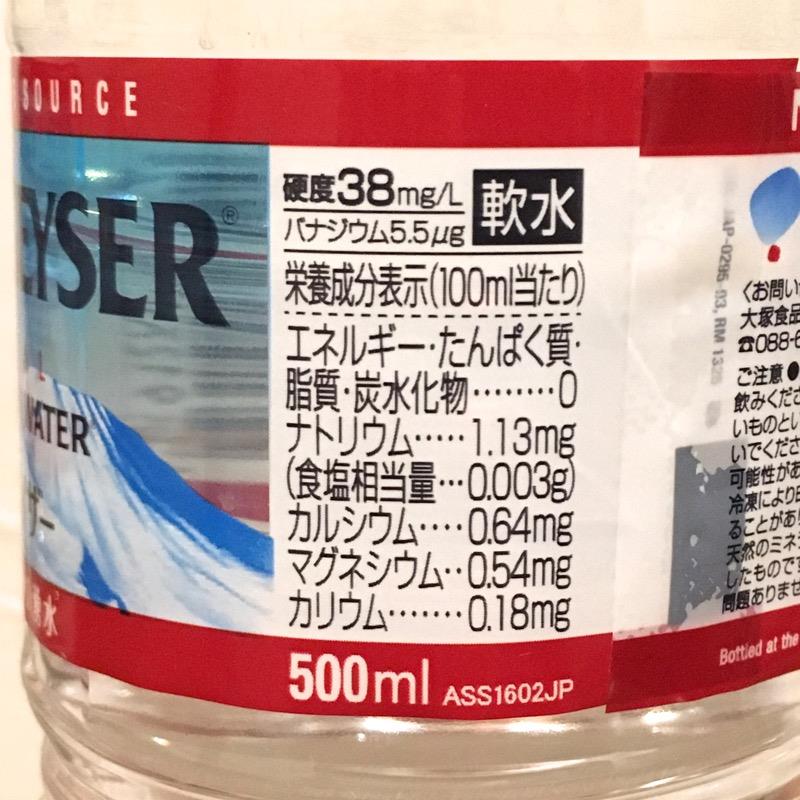 SOURCE
EYSER®
WATER
ザー
湧水
硬度38mg/L
軟水
バナジウム5.5μg
栄養成分表示(100ml当たり)
エネルギー・たんぱく質・
脂質・炭水化物………0
ナトリウム……1.13mg
(食塩相当量…0.003g)
カルシウム‥‥0.64mg
マグネシウム‥0.54mg
カリウム…….0.18mg
500ml ASS1602JP
〈お問い
大塚食品
☎088-6
ご注意●
飲みくださ
いものとい
いでくださ
可能性があ
冷凍により
ることがあ
天然のミネ
したものです
問題ありませ
Bottled at the